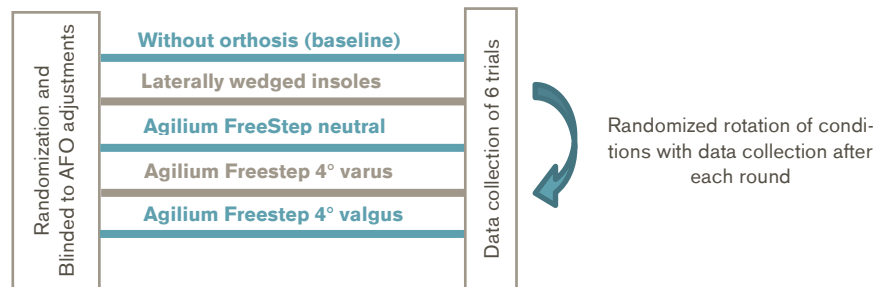 Randomization and
Blinded to AFO adjustments
Without orthosis (baseline)
Laterally wedged insoles
Agilium FreeStep neutral
Agilium Freestep 4° varus
Agilium Freestep 4° valgus
Data collection of 6 trials
Randomized rotation of condi-
tions with data collection after
each round